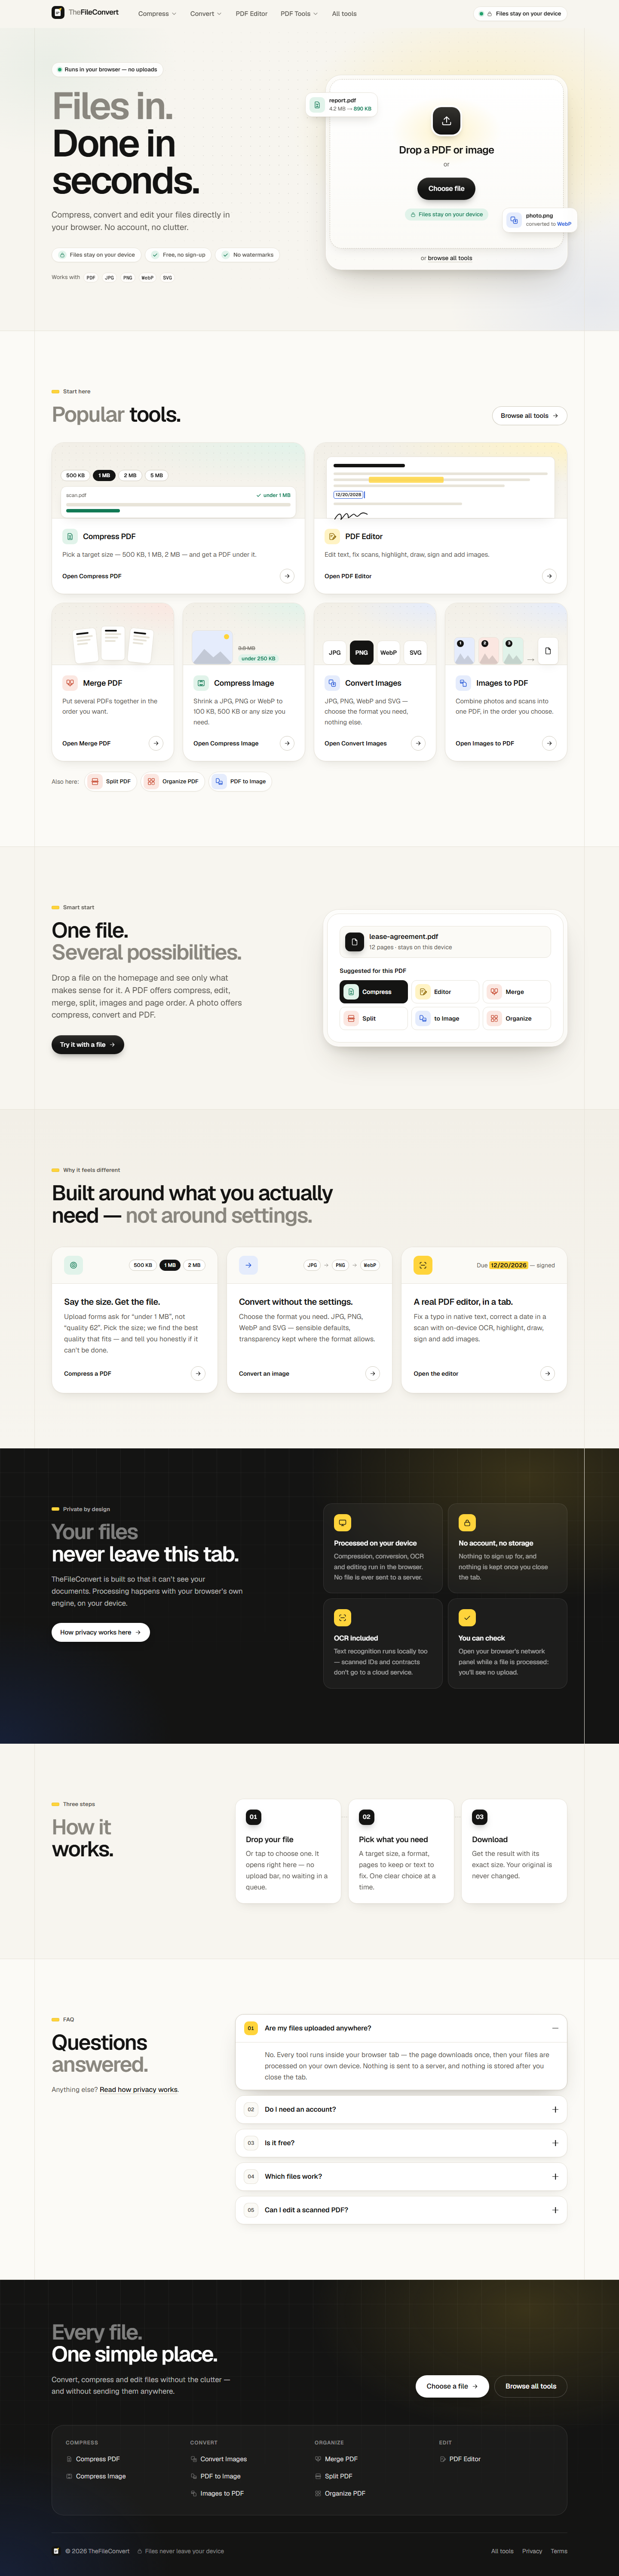 TheFileConvert
Compress
Convert
PDF Editor
PDF Tools
All tools
Files stay on your device
Runs in your browser — no uploads
Files in.
Done in
seconds.
Compress, convert and edit your files directly in
your browser. No account, no clutter.
Files stay on your device
Free, no sign-up
No watermarks
Works with
PDF
JPG
PNG
WebP
SVG
report.pdf
4.2 MB → 890 KB
Drop a PDF or image
or
Choose file
Files stay on your device
photo.png
converted to WebP
or browse all tools
Start here
Popular tools.
Browse all tools →
500 KB
1 MB
2 MB
5 MB
scan.pdf
✓ under 1 MB
Compress PDF
Pick a target size — 500 KB, 1 MB, 2 MB — and get a PDF under it.
Open Compress PDF
12/20/2026
PDF Editor
Edit text, fix scans, highlight, draw, sign and add images.
Open PDF Editor
Merge PDF
Put several PDFs together in the
order you want.
Open Merge PDF
3.8 MB
under 250 KB
Compress Image
Shrink a JPG, PNG or WebP to
100 KB, 500 KB or any size you
need.
Open Compress Image
JPG
PNG
WebP
SVG
Convert Images
JPG, PNG, WebP and SVG —
choose the format you need,
nothing else.
Open Convert Images
1
2
3
Images to PDF
Combine photos and scans into
one PDF, in the order you choose.
Open Images to PDF
Also here:
Split PDF
Organize PDF
PDF to Image
Smart start
One file.
Several possibilities.
Drop a file on the homepage and see only what
makes sense for it. A PDF offers compress, edit,
merge, split, images and page order. A photo offers
compress, convert and PDF.
Try it with a file →
lease-agreement.pdf
12 pages · stays on this device
Suggested for this PDF
Compress
Editor
Merge
Split
to Image
Organize
Why it feels different
Built around what you actually
need — not around settings.
500 KB
1 MB
2 MB
Say the size. Get the file.
Upload forms ask for “under 1 MB”, not
“quality 62”. Pick the size; we find the best
quality that fits — and tell you honestly if it
can't be done.
Compress a PDF
JPG → PNG → WebP
Convert without the settings.
Choose the format you need. JPG, PNG,
WebP and SVG — sensible defaults,
transparency kept where the format allows.
Convert an image
Due 12/20/2026 — signed
A real PDF editor, in a tab.
Fix a typo in native text, correct a date in a
scan with on-device OCR, highlight, draw,
sign and add images.
Open the editor
Private by design
Your files
never leave this tab.
TheFileConvert is built so that it can't see your
documents. Processing happens with your browser's own
engine, on your device.
How privacy works here →
Processed on your device
Compression, conversion, OCR
and editing run in the browser.
No file is ever sent to a server.
No account, no storage
Nothing to sign up for, and
nothing is kept once you close
the tab.
OCR included
Text recognition runs locally too
— scanned IDs and contracts
don't go to a cloud service.
You can check
Open your browser's network
panel while a file is processed:
you'll see no upload.
Three steps
How it
works.
01
Drop your file
Or tap to choose one. It
opens right here — no
upload bar, no waiting in a
queue.
02
Pick what you need
A target size, a format,
pages to keep or text to
fix. One clear choice at a
time.
03
Download
Get the result with its
exact size. Your original is
never changed.
FAQ
Questions
answered.
Anything else? Read how privacy works.
01
Are my files uploaded anywhere?
No. Every tool runs inside your browser tab — the page downloads once, then your files are
processed on your own device. Nothing is sent to a server, and nothing is stored after you
close the tab.
02
Do I need an account?
03
Is it free?
04
Which files work?
05
Can I edit a scanned PDF?
Every file.
One simple place.
Convert, compress and edit files without the clutter —
and without sending them anywhere.
Choose a file →
Browse all tools
COMPRESS
Compress PDF
Compress Image
CONVERT
Convert Images
PDF to Image
Images to PDF
ORGANIZE
Merge PDF
Split PDF
Organize PDF
EDIT
PDF Editor
© 2026 TheFileConvert
Files never leave your device
All tools
Privacy
Terms